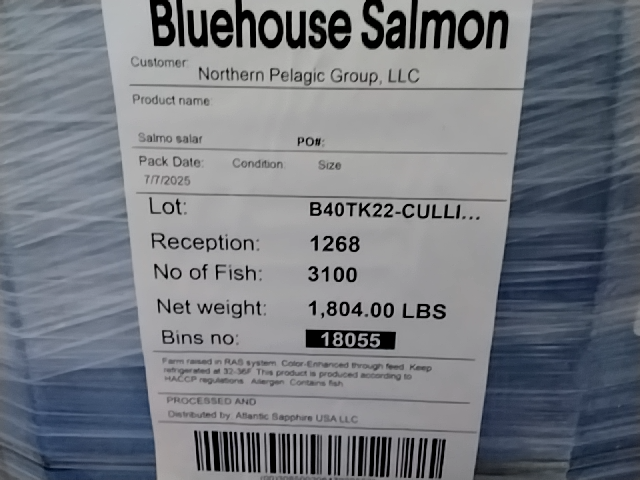 Bluehouse Salmon
Customer: Northern Pelagic Group, LLC
Product name:
Salmo salar PO#:
Pack Date: Condition: Size
7/7/2025
Lot: B40TK22-CULLI...
Reception: 1268
No of Fish: 3100
Net weight: 1,804.00 LBS
Bins no: 18055
Farm raised in RAS system. Color-Enhanced through feed. Keep
refrigerated at 32-36F. This product is produced according to
HACCP regulations. Allergen: Contains fish
PROCESSED AND
Distributed by: Atlantic Sapphire USA LLC